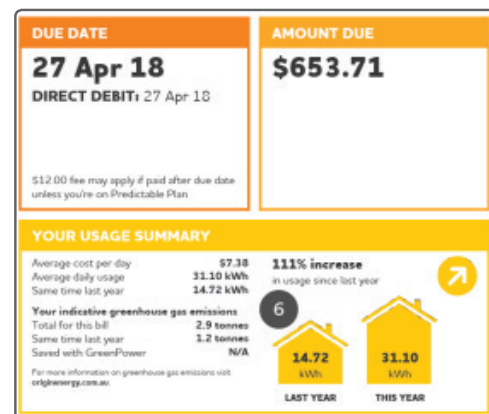 DUE DATE
27 Apr 18
DIRECT DEBIT: 27 Apr 18
$12.00 fee may apply if paid after due date
unless you're on Predictable Plan
AMOUNT DUE
$653.71
YOUR USAGE SUMMARY
Average cost per day $7.38
Average daily usage 31.10 kWh
Same time last year 14.72 kWh
Your indicative greenhouse gas emissions
Total for this bill 2.9 tonnes
Same time last year 1.2 tonnes
Saved with GreenPower N/A
For more information on greenhouse gas emissions visit
originenergy.com.au
111% increase
in usage since last year
6
14.72 31.10
kWh kWh
LAST YEAR THIS YEAR